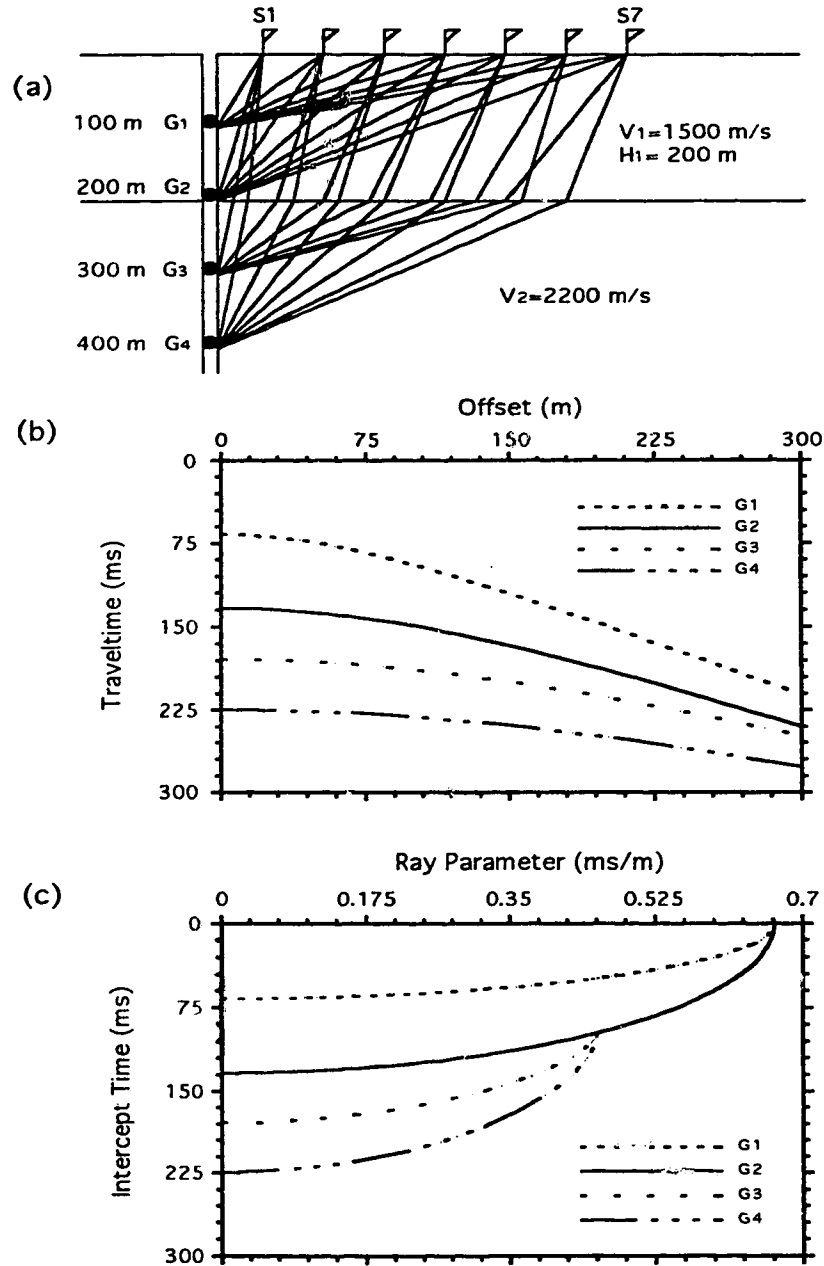 S1 S7
(a)
100 m G1
V1=1500 m/s
H1= 200 m
200 m G2
300 m G3
V2=2200 m/s
400 m G4
(b)
Offset (m)
0 75 150 225 300
0
75
150
225
300
Traveltime (ms)
G1
G2
G3
G4
(c)
Ray Parameter (ms/m)
0 0.175 0.35 0.525 0.7
0
75
150
225
300
Intercept Time (ms)
G1
G2
G3
G4